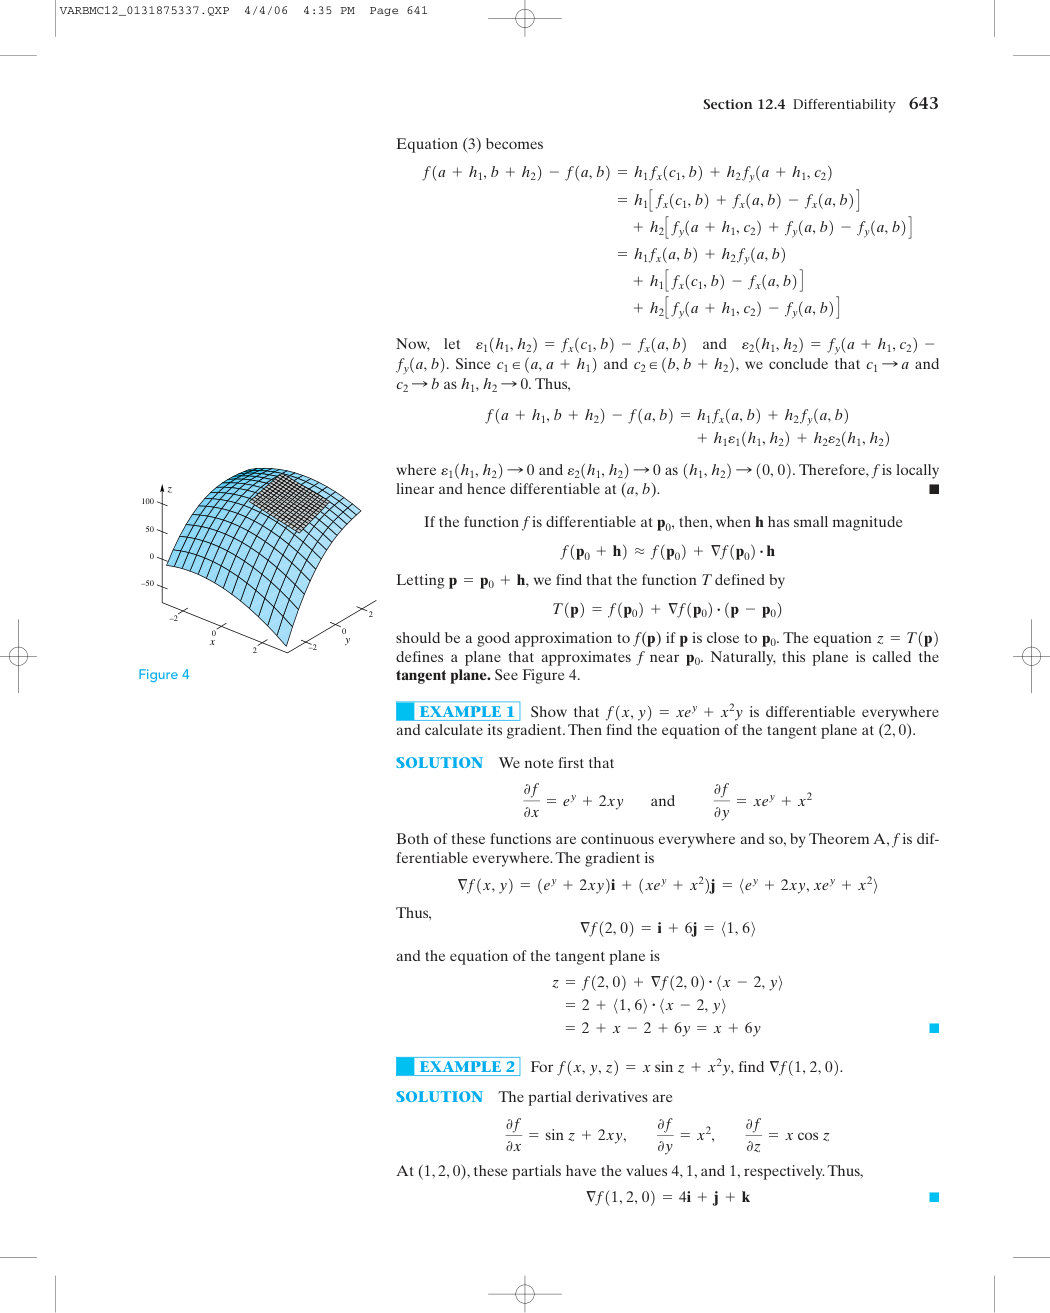 VARBMC12_0131875337.QXP 4/4/06 4:35 PM Page 641
Section 12.4 Differentiability 643
Equation (3) becomes
f(a + h₁, b + h₂) − f(a, b) = h₁fₓ(c₁, b) + h₂f_y(a + h₁, c₂)
= h₁[fₓ(c₁, b) + fₓ(a, b) − fₓ(a, b)]
+ h₂[f_y(a + h₁, c₂) + f_y(a, b) − f_y(a, b)]
= h₁fₓ(a, b) + h₂f_y(a, b)
+ h₁[fₓ(c₁, b) − fₓ(a, b)]
+ h₂[f_y(a + h₁, c₂) − f_y(a, b)]
Now, let ε₁(h₁, h₂) = fₓ(c₁, b) − fₓ(a, b) and ε₂(h₁, h₂) = f_y(a + h₁, c₂) −
f_y(a, b). Since c₁ ∈ (a, a + h₁) and c₂ ∈ (b, b + h₂), we conclude that c₁ → a and
c₂ → b as h₁, h₂ → 0. Thus,
f(a + h₁, b + h₂) − f(a, b) = h₁fₓ(a, b) + h₂f_y(a, b)
+ h₁ε₁(h₁, h₂) + h₂ε₂(h₁, h₂)
where ε₁(h₁, h₂) → 0 and ε₂(h₁, h₂) → 0 as (h₁, h₂) → (0, 0). Therefore, f is locally
linear and hence differentiable at (a, b). ■
If the function f is differentiable at p₀, then, when h has small magnitude
f(p₀ + h) ≈ f(p₀) + ∇f(p₀) · h
Letting p = p₀ + h, we find that the function T defined by
T(p) = f(p₀) + ∇f(p₀) · (p − p₀)
should be a good approximation to f(p) if p is close to p₀. The equation z = T(p)
defines a plane that approximates f near p₀. Naturally, this plane is called the
tangent plane. See Figure 4.
z
100
50
0
−50
−2
0
x
2
−2
0
y
2
Figure 4
EXAMPLE 1 Show that f(x, y) = xe^y + x²y is differentiable everywhere
and calculate its gradient. Then find the equation of the tangent plane at (2, 0).
SOLUTION We note first that
∂f/∂x = e^y + 2xy and ∂f/∂y = xe^y + x²
Both of these functions are continuous everywhere and so, by Theorem A, f is dif-
ferentiable everywhere. The gradient is
∇f(x, y) = (e^y + 2xy)i + (xe^y + x²)j = ⟨e^y + 2xy, xe^y + x²⟩
Thus,
∇f(2, 0) = i + 6j = ⟨1, 6⟩
and the equation of the tangent plane is
z = f(2, 0) + ∇f(2, 0) · ⟨x − 2, y⟩
= 2 + ⟨1, 6⟩ · ⟨x − 2, y⟩
= 2 + x − 2 + 6y = x + 6y ■
EXAMPLE 2 For f(x, y, z) = x sin z + x²y, find ∇f(1, 2, 0).
SOLUTION The partial derivatives are
∂f/∂x = sin z + 2xy, ∂f/∂y = x², ∂f/∂z = x cos z
At (1, 2, 0), these partials have the values 4, 1, and 1, respectively. Thus,
∇f(1, 2, 0) = 4i + j + k ■